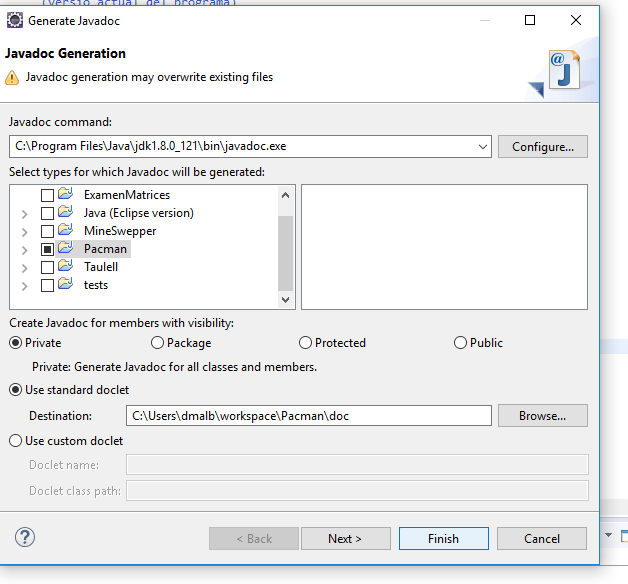 (versio actual del programa)
Generate Javadoc
Javadoc Generation
Javadoc generation may overwrite existing files
Javadoc command:
C:\Program Files\Java\jdk1.8.0_121\bin\javadoc.exe
Configure...
Select types for which Javadoc will be generated:
ExamenMatrices
Java (Eclipse version)
MineSwepper
Pacman
Taulell
tests
Create Javadoc for members with visibility:
Private Package Protected Public
Private: Generate Javadoc for all classes and members.
Use standard doclet
Destination: C:\Users\dmalb\workspace\Pacman\doc Browse...
Use custom doclet
Doclet name:
Doclet class path:
< Back Next > Finish Cancel